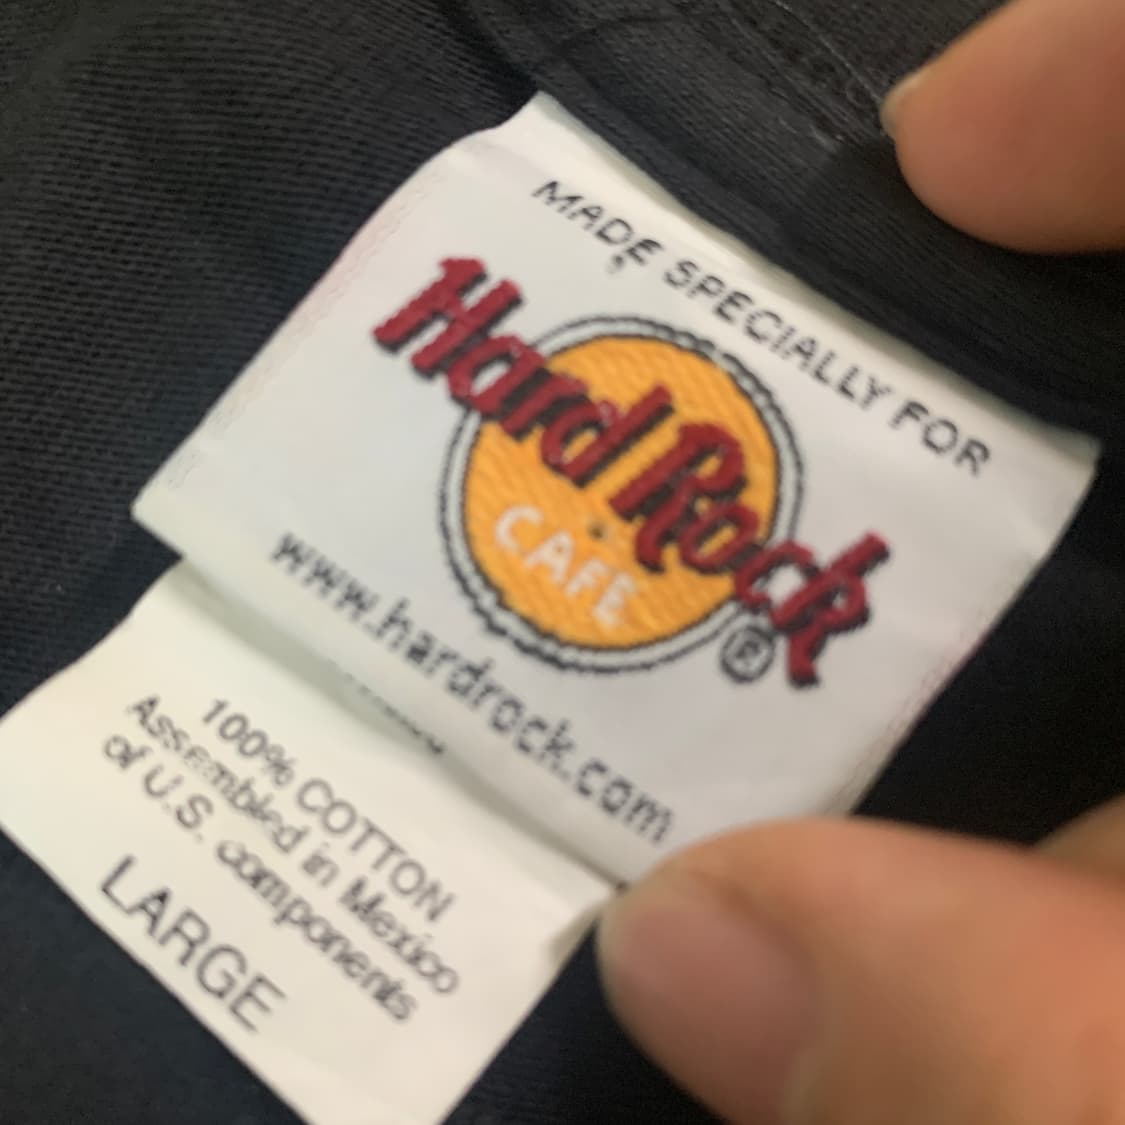 MADE SPECIALLY FOR
Hard Rock
CAFE
®
www.hardrock.com
100% COTTON
Assembled in Mexico
of U.S. components
LARGE